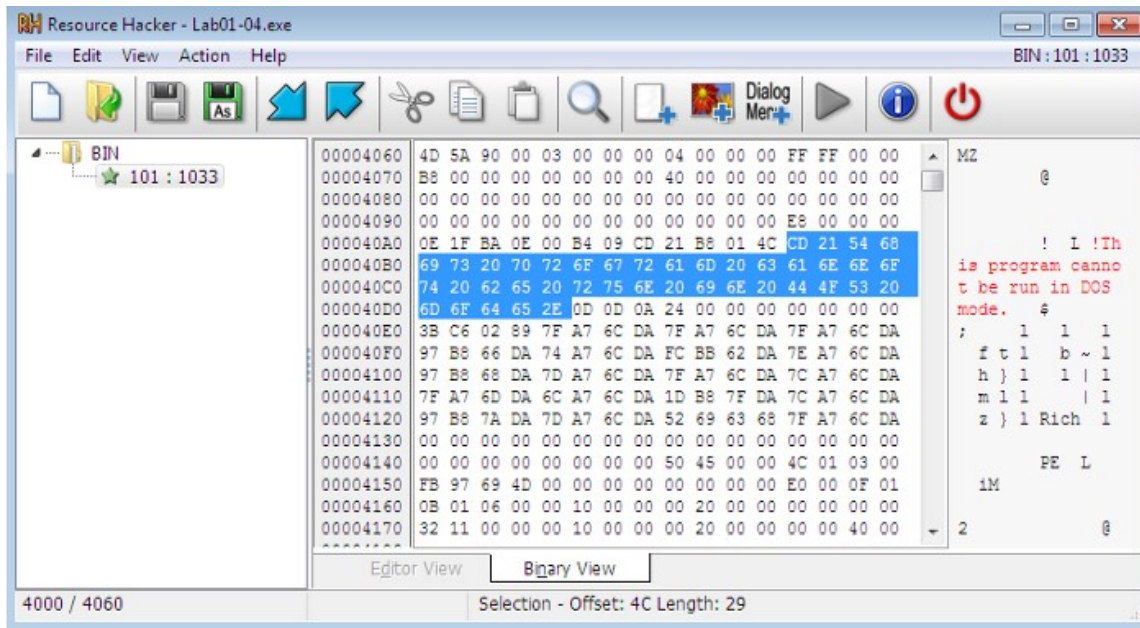 Resource Hacker - Lab01-04.exe
File Edit View Action Help BIN : 101 : 1033
As Dialog Menu
BIN
101 : 1033
00004060 4D 5A 90 00 03 00 00 00 04 00 00 00 FF FF 00 00 MZ
00004070 B8 00 00 00 00 00 00 00 40 00 00 00 00 00 00 00 @
00004080 00 00 00 00 00 00 00 00 00 00 00 00 00 00 00 00
00004090 00 00 00 00 00 00 00 00 00 00 00 00 E8 00 00 00
000040A0 0E 1F BA 0E 00 B4 09 CD 21 B8 01 4C CD 21 54 68 ! L !Th
000040B0 69 73 20 70 72 6F 67 72 61 6D 20 63 61 6E 6E 6F is program canno
000040C0 74 20 62 65 20 72 75 6E 20 69 6E 20 44 4F 53 20 t be run in DOS
000040D0 6D 6F 64 65 2E 0D 0D 0A 24 00 00 00 00 00 00 00 mode. $
000040E0 3B C6 02 89 7F A7 6C DA 7F A7 6C DA 7F A7 6C DA ; l l l
000040F0 97 B8 66 DA 74 A7 6C DA FC BB 62 DA 7E A7 6C DA f t l b ~ l
00004100 97 B8 68 DA 7D A7 6C DA 7F A7 6C DA 7C A7 6C DA h } l l | l
00004110 7F A7 6D DA 6C A7 6C DA 1D B8 7F DA 7C A7 6C DA m l l | l
00004120 97 B8 7A DA 7D A7 6C DA 52 69 63 68 7F A7 6C DA z } l Rich l
00004130 00 00 00 00 00 00 00 00 00 00 00 00 00 00 00 00
00004140 00 00 00 00 00 00 00 00 50 45 00 00 4C 01 03 00 PE L
00004150 FB 97 69 4D 00 00 00 00 00 00 00 00 E0 00 0F 01 iM
00004160 0B 01 06 00 00 10 00 00 00 20 00 00 00 00 00 00
00004170 32 11 00 00 00 10 00 00 00 20 00 00 00 00 40 00 2 @
Editor View Binary View
4000 / 4060 Selection - Offset: 4C Length: 29